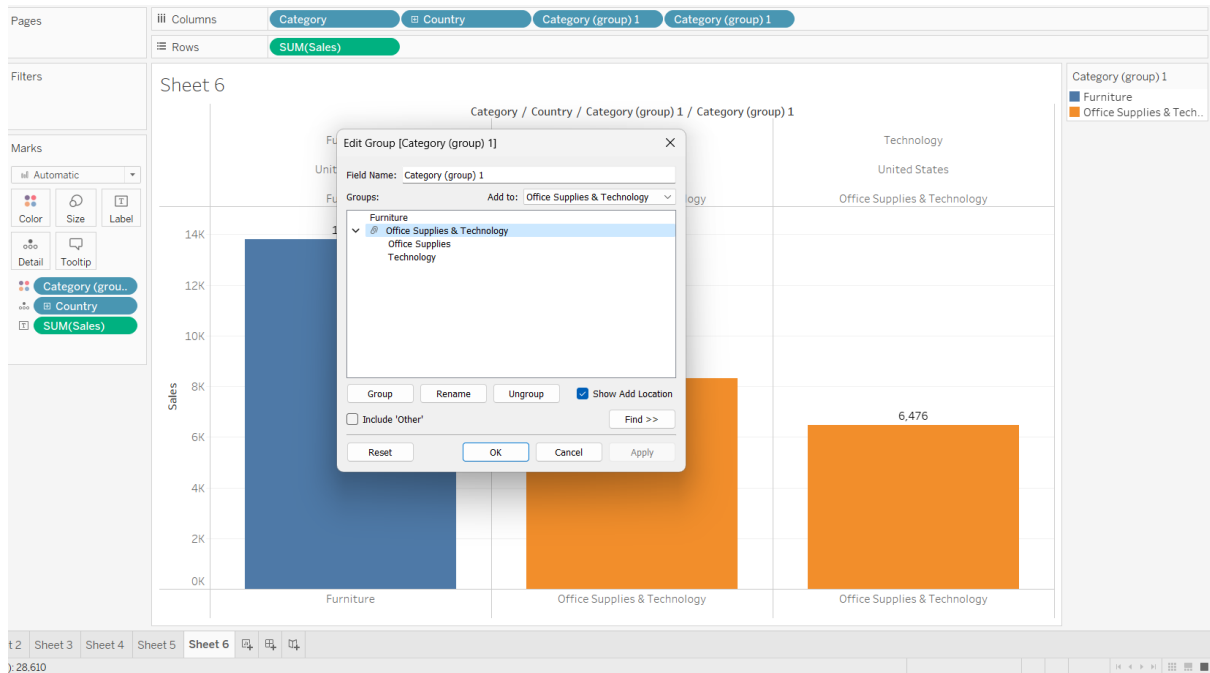 Pages
Columns
Category
Country
Category (group) 1
Category (group) 1
Rows
SUM(Sales)
Filters
Marks
Automatic
Color
Size
Label
Detail
Tooltip
Category (grou..
Country
SUM(Sales)
Sheet 6
Category / Country / Category (group) 1 / Category (group) 1
Technology
United States
Office Supplies & Technology
14K
12K
10K
8K
6K
4K
2K
0K
Sales
6,476
Furniture
Office Supplies & Technology
Office Supplies & Technology
Edit Group [Category (group) 1]
Field Name: Category (group) 1
Groups: Add to: Office Supplies & Technology
Furniture
Office Supplies & Technology
Office Supplies
Technology
Group Rename Ungroup Show Add Location
Include 'Other' Find >>
Reset OK Cancel Apply
Category (group) 1
Furniture
Office Supplies & Tech..
t 2 Sheet 3 Sheet 4 Sheet 5 Sheet 6
): 28,610